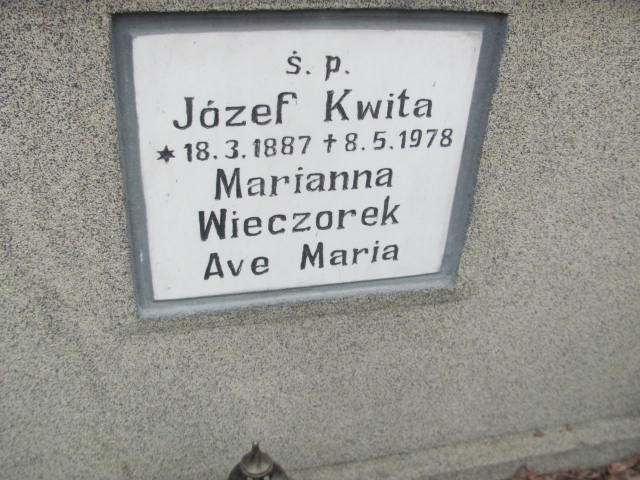 ś. p.
Józef Kwita
* 18.3.1887 † 8.5.1978
Marianna
Wieczorek
Ave Maria